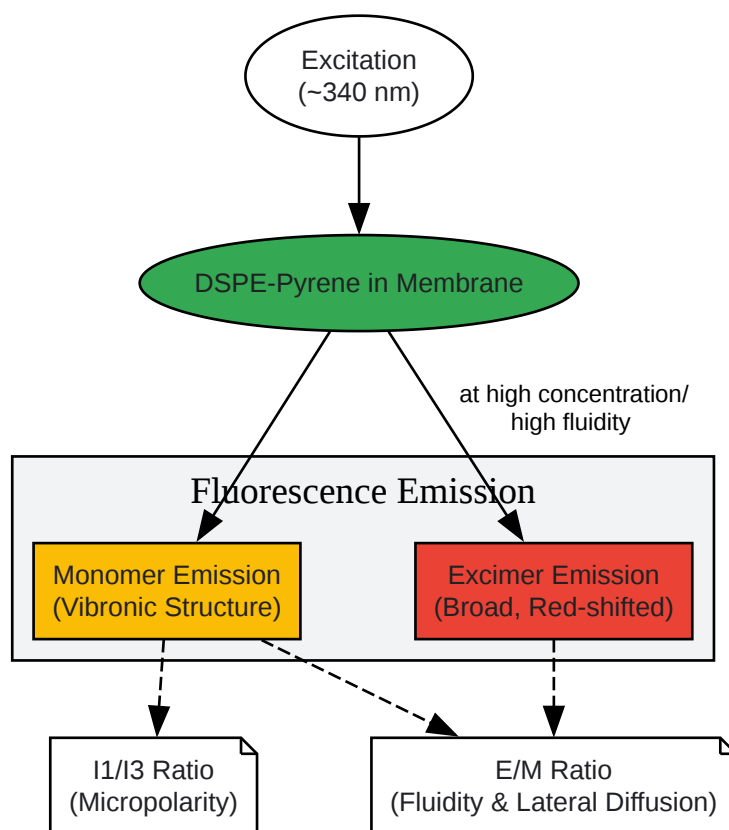 Excitation
(~340 nm)
DSPE-Pyrene in Membrane
at high concentration/
high fluidity
Fluorescence Emission
Monomer Emission
(Vibronic Structure)
Excimer Emission
(Broad, Red-shifted)
I1/I3 Ratio
(Micropolarity)
E/M Ratio
(Fluidity & Lateral Diffusion)